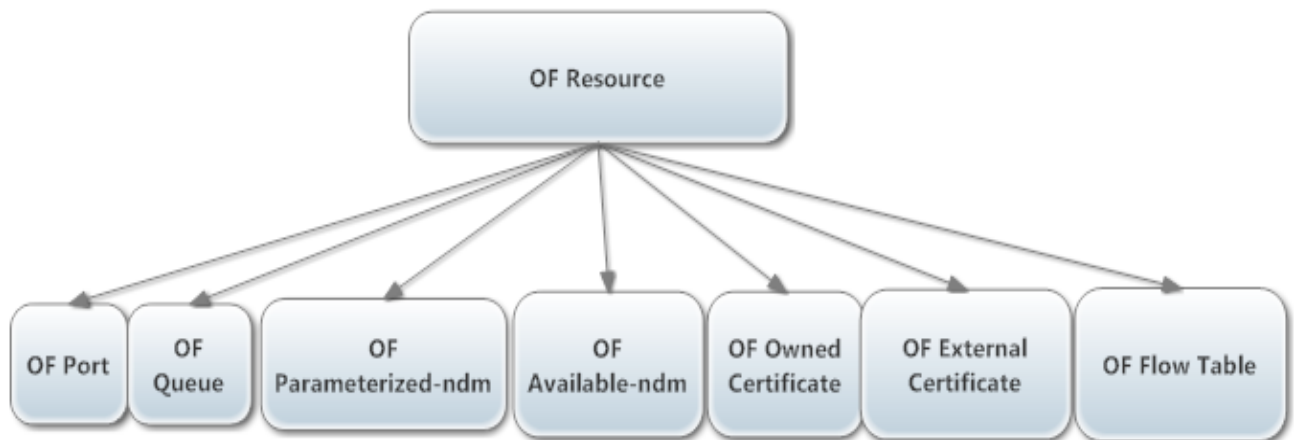 OF Resource
OF Port
OF
Queue
OF
Parameterized-ndm
OF
Available-ndm
OF Owned
Certificate
OF External
Certificate
OF Flow Table